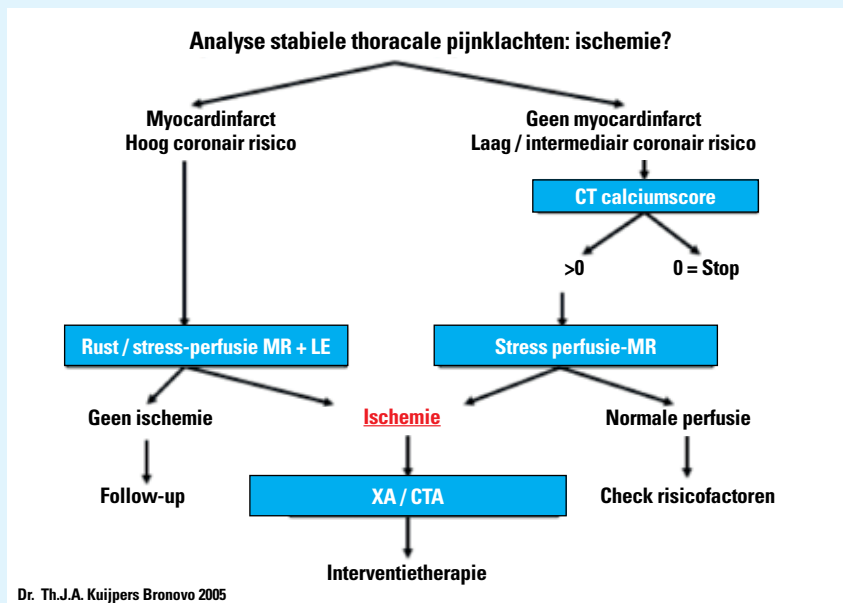 Analyse stabiele thoracale pijnklachten: ischemie?
Myocardinfarct
Hoog coronair risico
Geen myocardinfarct
Laag / intermediair coronair risico
CT calciumscore
>0
0 = Stop
Rust / stress-perfusie MR + LE
Stress perfusie-MR
Geen ischemie
Ischemie
Normale perfusie
Follow-up
XA / CTA
Check risicofactoren
Interventietherapie
Dr. Th.J.A. Kuijpers Bronovo 2005